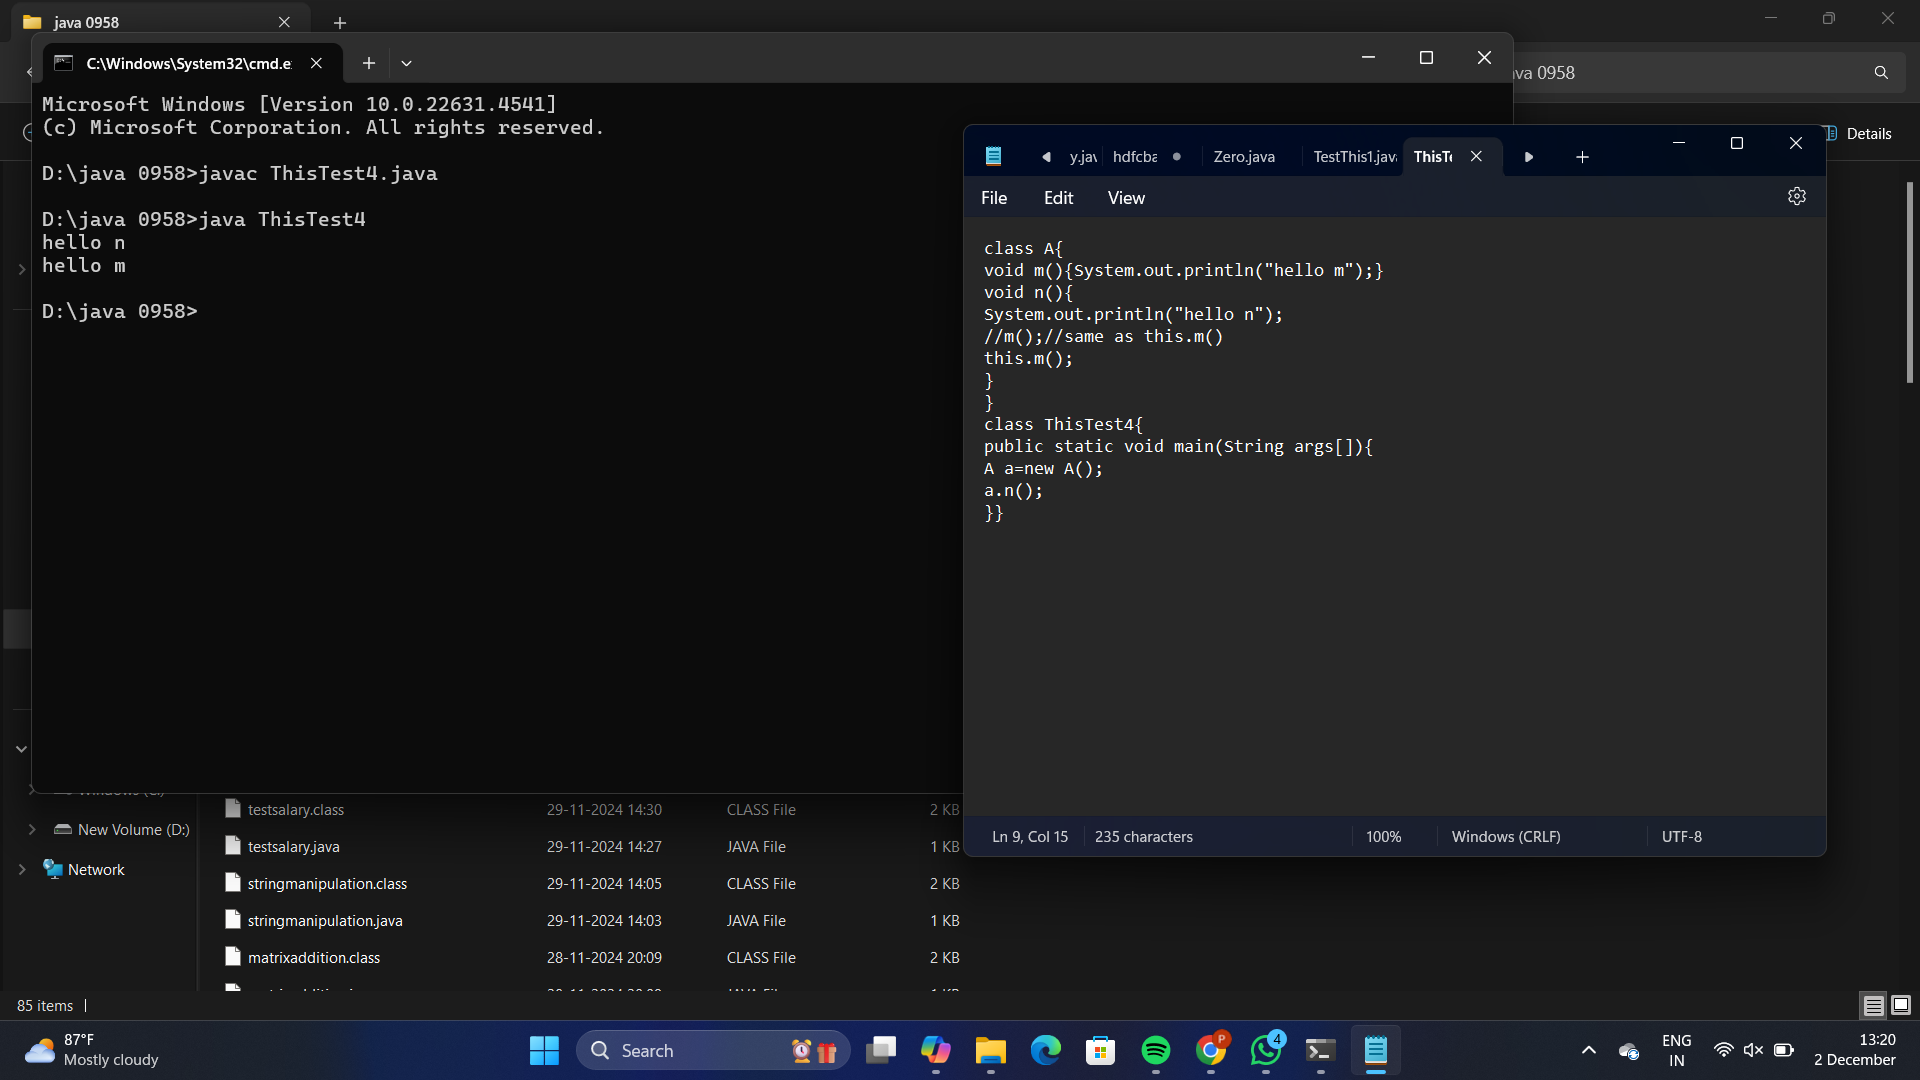 java 0958
C:\Windows\System32\cmd.e
Microsoft Windows [Version 10.0.22631.4541]
(c) Microsoft Corporation. All rights reserved.
D:\java 0958>javac ThisTest4.java
D:\java 0958>java ThisTest4
hello n
hello m
D:\java 0958>
va 0958
Details
y.jav
hdfcba
Zero.java
TestThis1.java
ThisTe
File
Edit
View
class A{
void m(){System.out.println("hello m");}
void n(){
System.out.println("hello n");
//m();//same as this.m()
this.m();
}
}
class ThisTest4{
public static void main(String args[]){
A a=new A();
a.n();
}}
Ln 9, Col 15
235 characters
100%
Windows (CRLF)
UTF-8
New Volume (D:)
Network
testsalary.class 29-11-2024 14:30 CLASS File 2 KB
testsalary.java 29-11-2024 14:27 JAVA File 1 KB
stringmanipulation.class 29-11-2024 14:05 CLASS File 2 KB
stringmanipulation.java 29-11-2024 14:03 JAVA File 1 KB
matrixaddition.class 28-11-2024 20:09 CLASS File 2 KB
85 items
87°F
Mostly cloudy
Search
P
4
ENG
IN
13:20
2 December